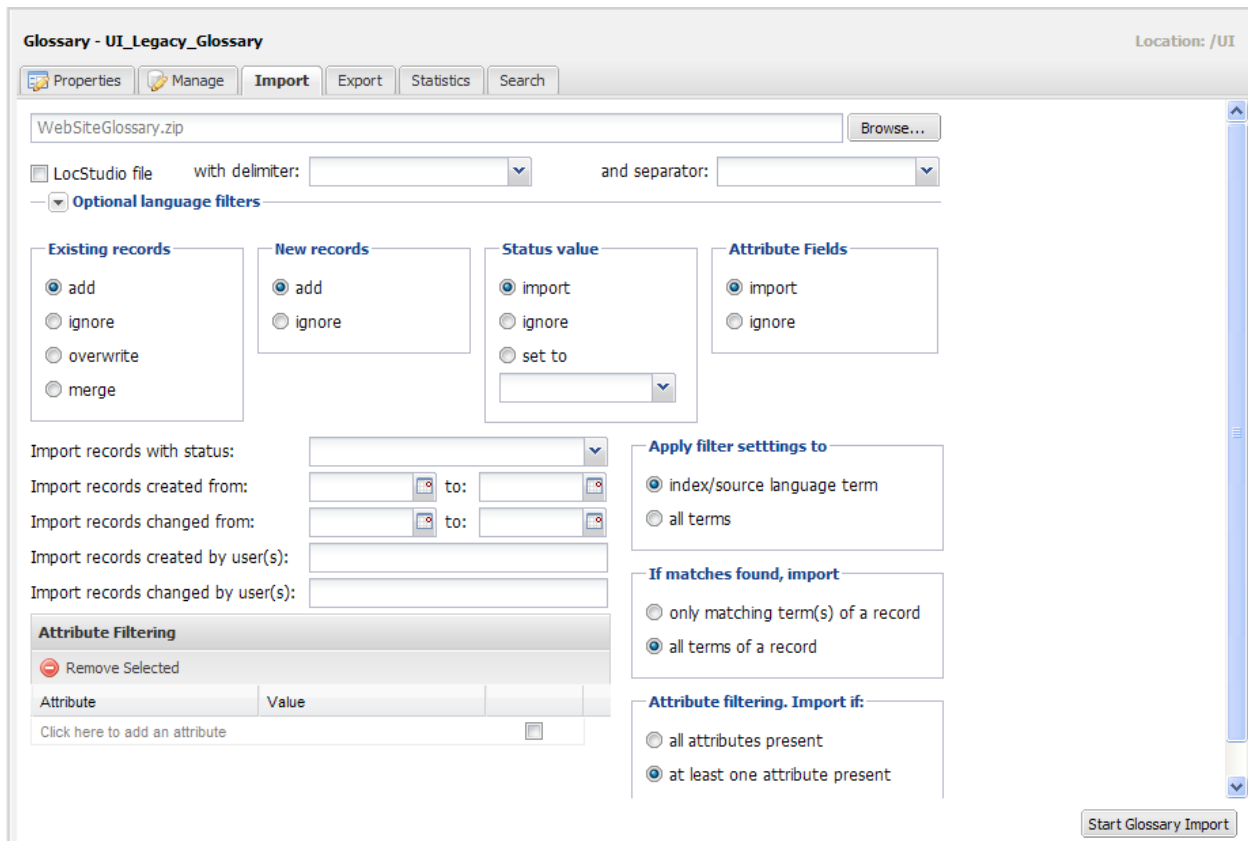 Glossary - UI_Legacy_Glossary
Location: /UI
Properties Manage Import Export Statistics Search
WebSiteGlossary.zip Browse...
LocStudio file with delimiter: and separator:
Optional language filters
Existing records New records Status value Attribute Fields
add add import import
ignore ignore ignore ignore
overwrite set to
merge
Import records with status:
Import records created from: to:
Import records changed from: to:
Import records created by user(s):
Import records changed by user(s):
Apply filter setttings to
index/source language term
all terms
If matches found, import
only matching term(s) of a record
all terms of a record
Attribute Filtering
Remove Selected
Attribute Value
Click here to add an attribute
Attribute filtering. Import if:
all attributes present
at least one attribute present
Start Glossary Import